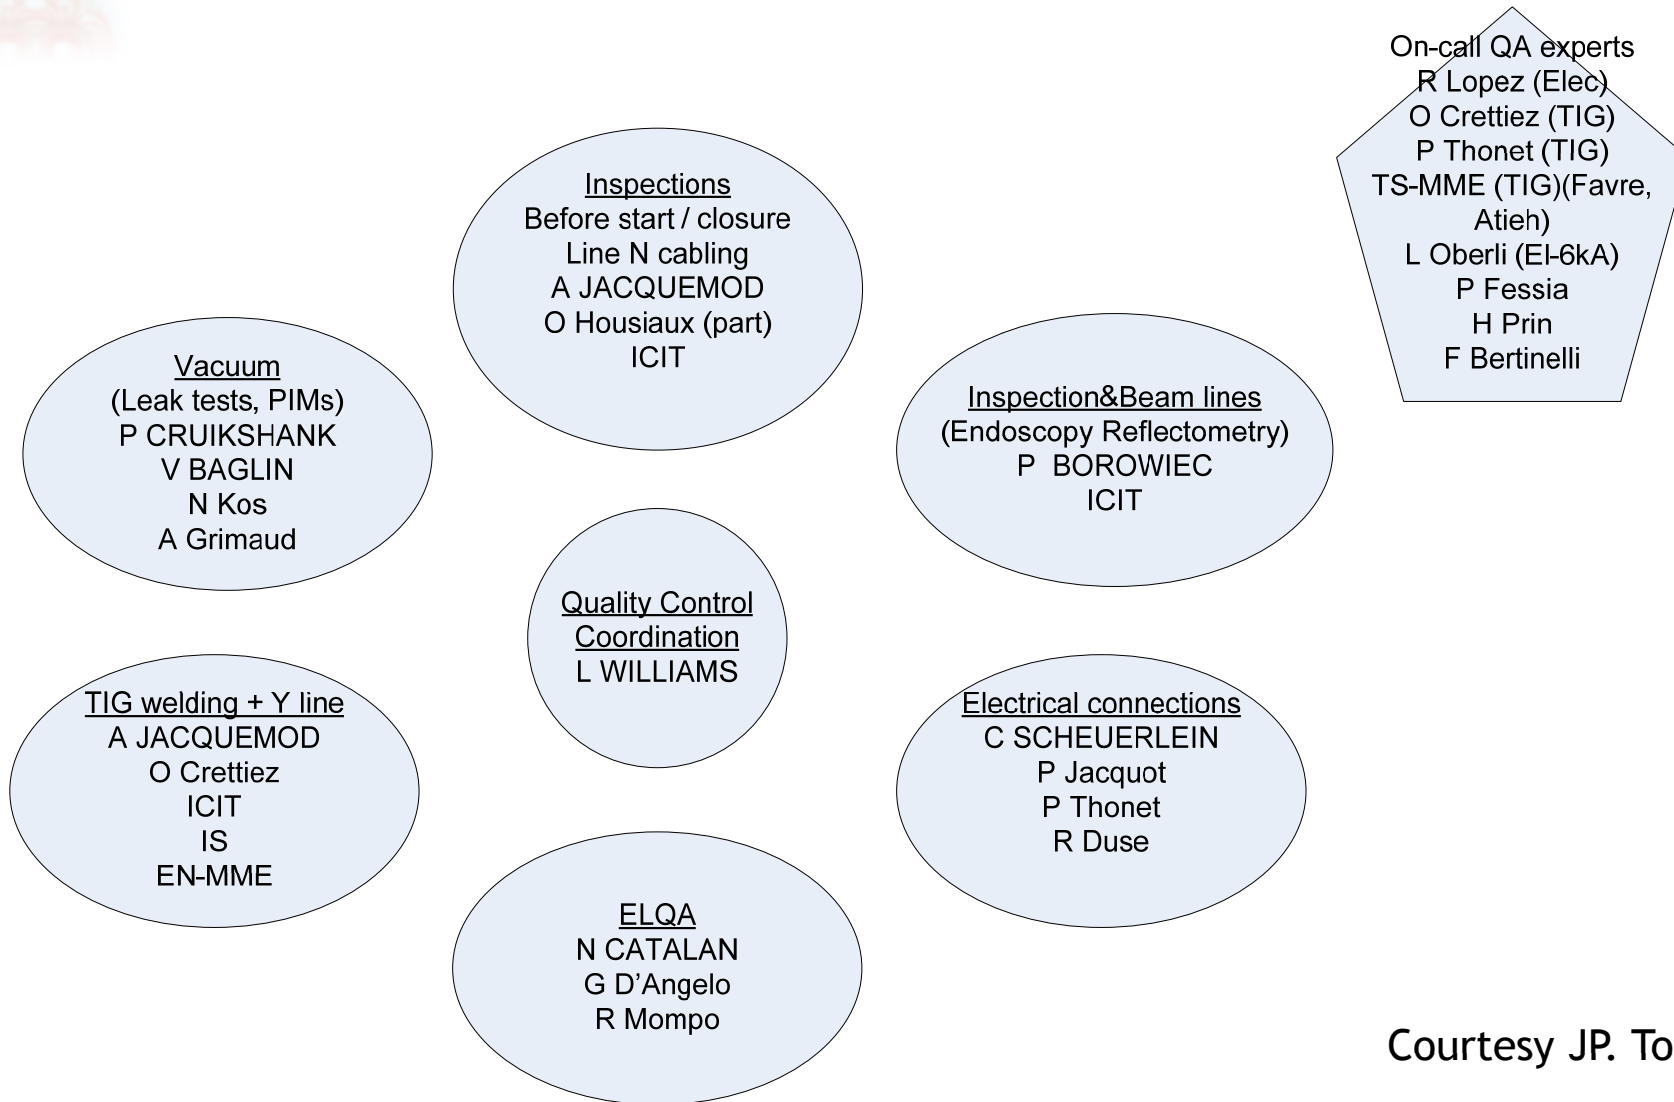 On-call QA experts
R Lopez (Elec)
O Crettiez (TIG)
P Thonet (TIG)
TS-MME (TIG)(Favre,
Atieh)
L Oberli (El-6kA)
P Fessia
H Prin
F Bertinelli
Inspections
Before start / closure
Line N cabling
A JACQUEMOD
O Housiaux (part)
ICIT
Vacuum
(Leak tests, PIMs)
P CRUIKSHANK
V BAGLIN
N Kos
A Grimaud
Inspection&Beam lines
(Endoscopy Reflectometry)
P BOROWIEC
ICIT
Quality Control
Coordination
L WILLIAMS
TIG welding + Y line
A JACQUEMOD
O Crettiez
ICIT
IS
EN-MME
Electrical connections
C SCHEUERLEIN
P Jacquot
P Thonet
R Duse
ELQA
N CATALAN
G D’Angelo
R Mompo
Courtesy JP. To